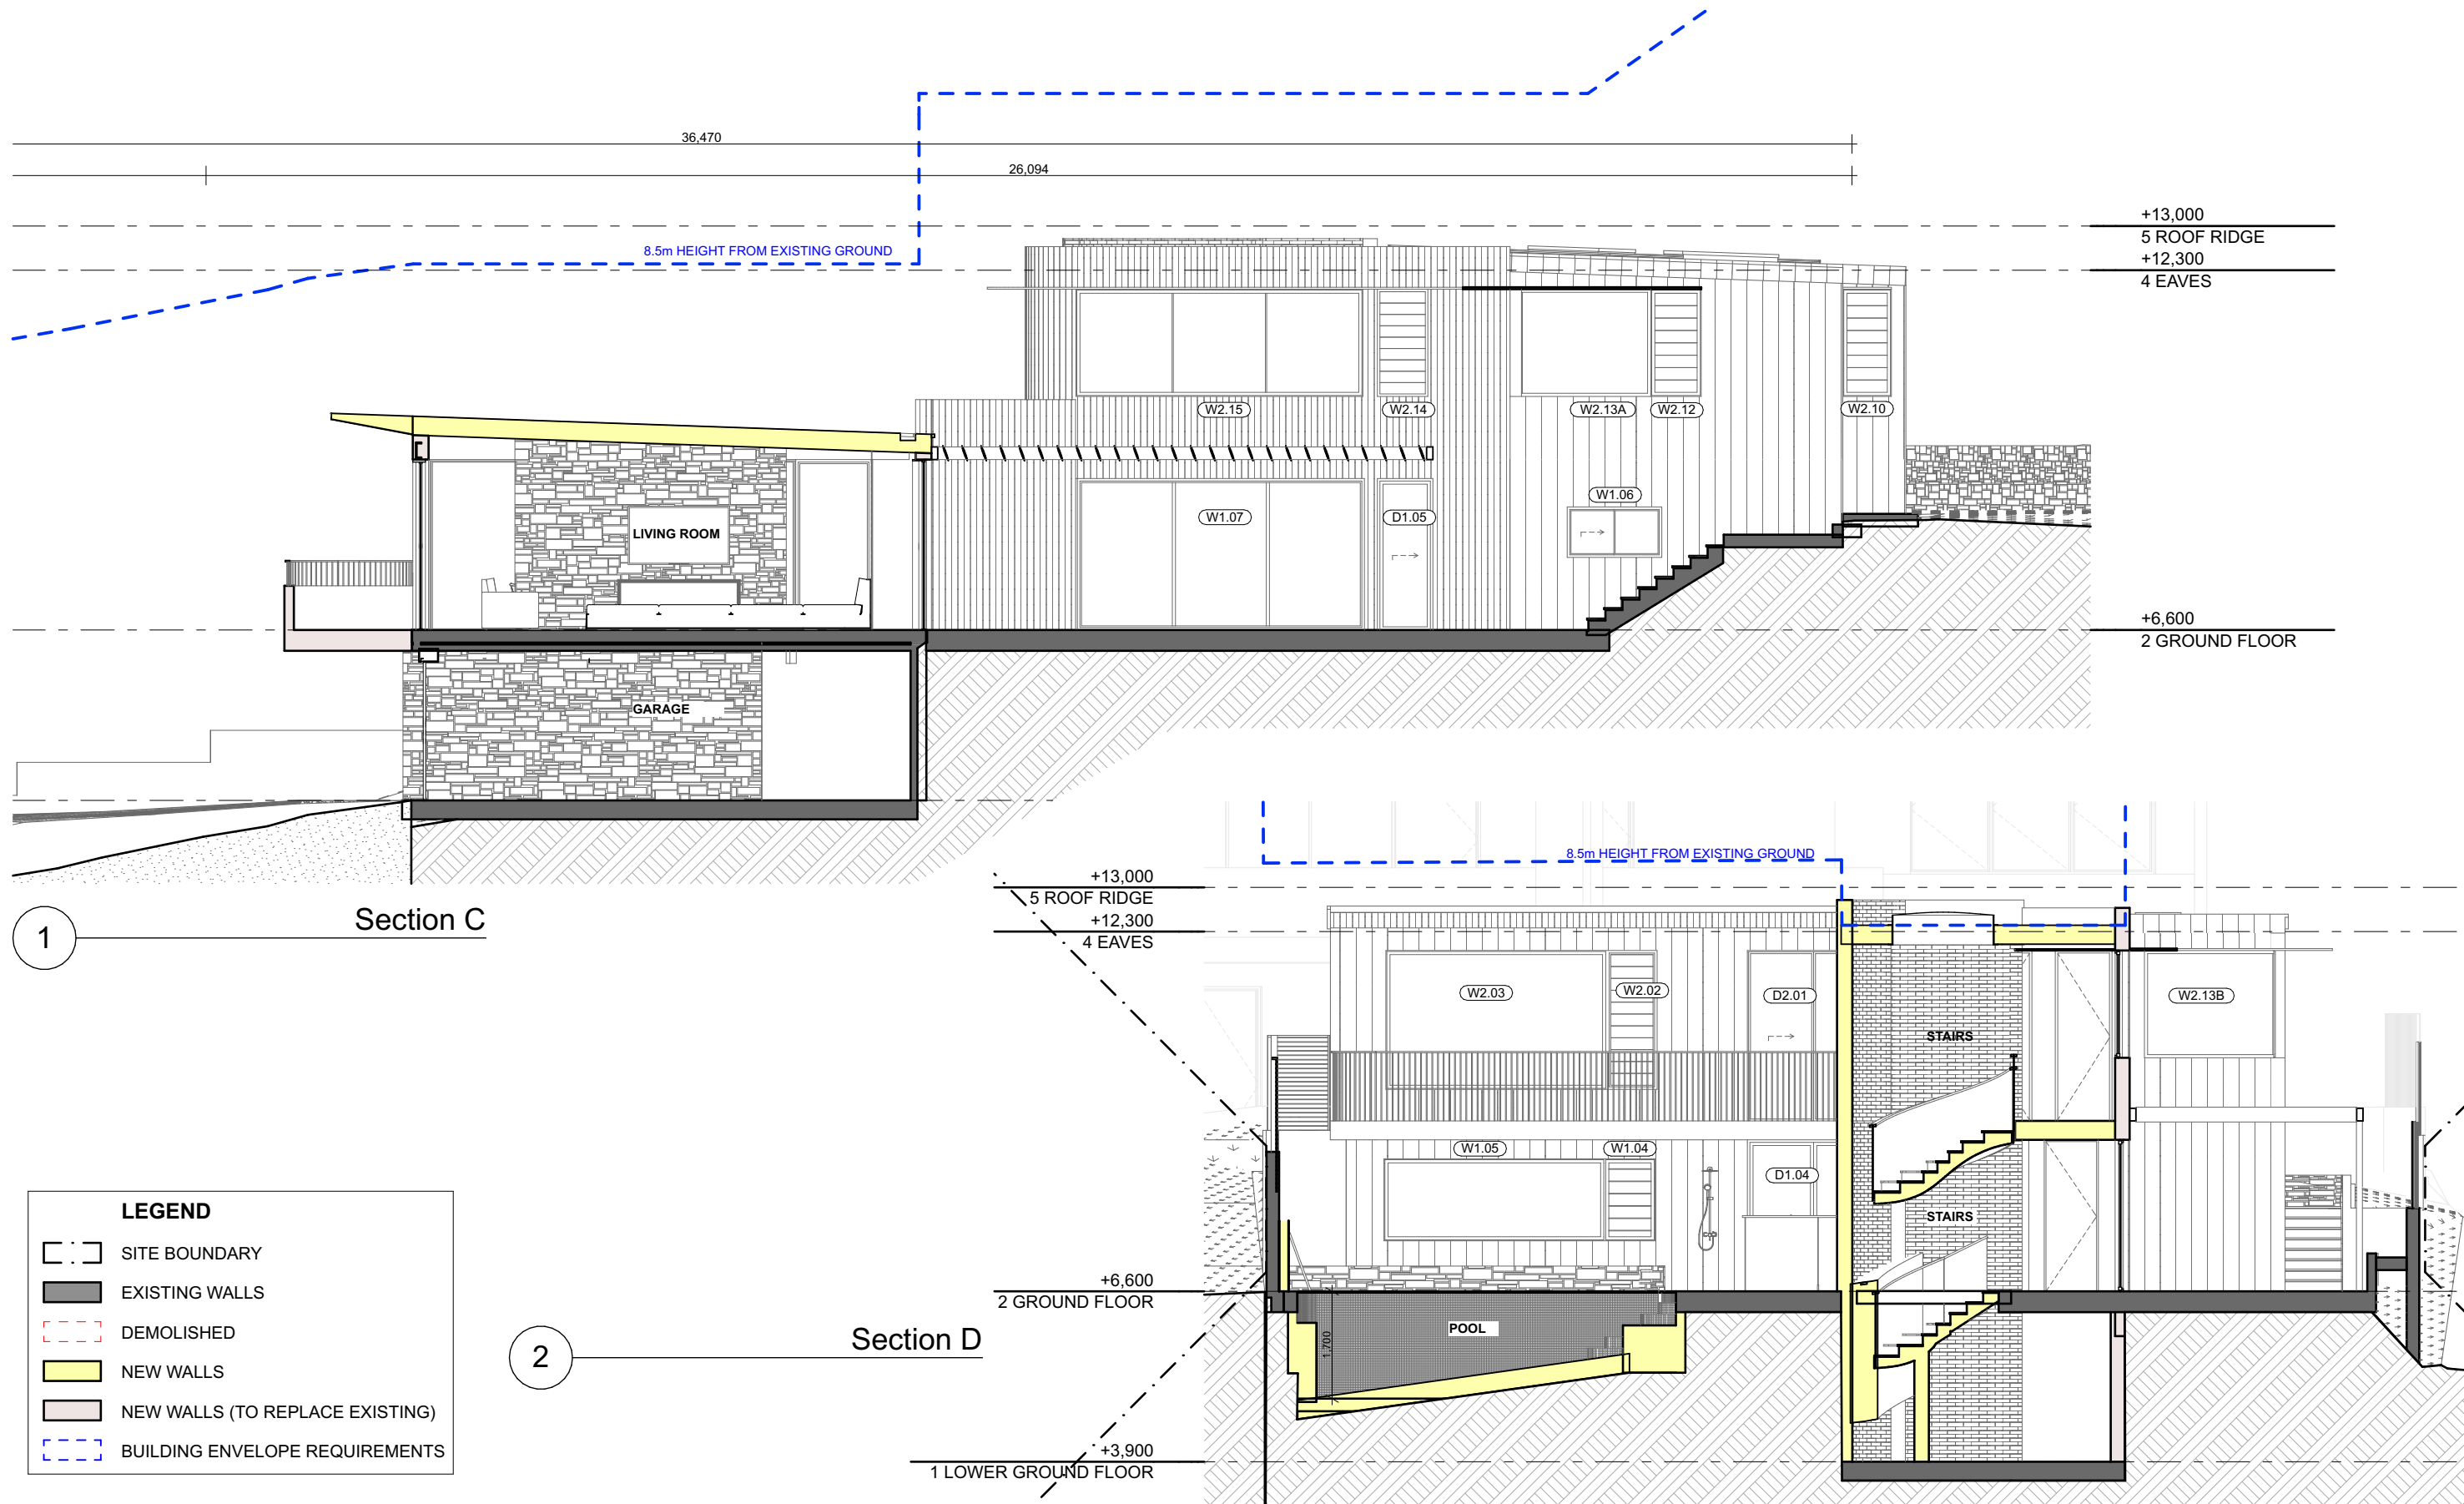 36,470
26,094
+13,000
5 ROOF RIDGE
8.5m HEIGHT FROM EXISTING GROUND
+12,300
4 EAVES
W2.15
W2.14
W2.13A
W2.12
W2.10
W1.06
W1.07
D1.05
LIVING ROOM
+6,600
2 GROUND FLOOR
GARAGE
1
Section C
8.5m HEIGHT FROM EXISTING GROUND
+13,000
5 ROOF RIDGE
+12,300
4 EAVES
W2.03
W2.02
D2.01
W2.13B
STAIRS
W1.05
W1.04
D1.04
STAIRS
+6,600
2 GROUND FLOOR
POOL
1,700
+3,900
1 LOWER GROUND FLOOR
2
Section D
LEGEND
SITE BOUNDARY
EXISTING WALLS
DEMOLISHED
NEW WALLS
NEW WALLS (TO REPLACE EXISTING)
BUILDING ENVELOPE REQUIREMENTS